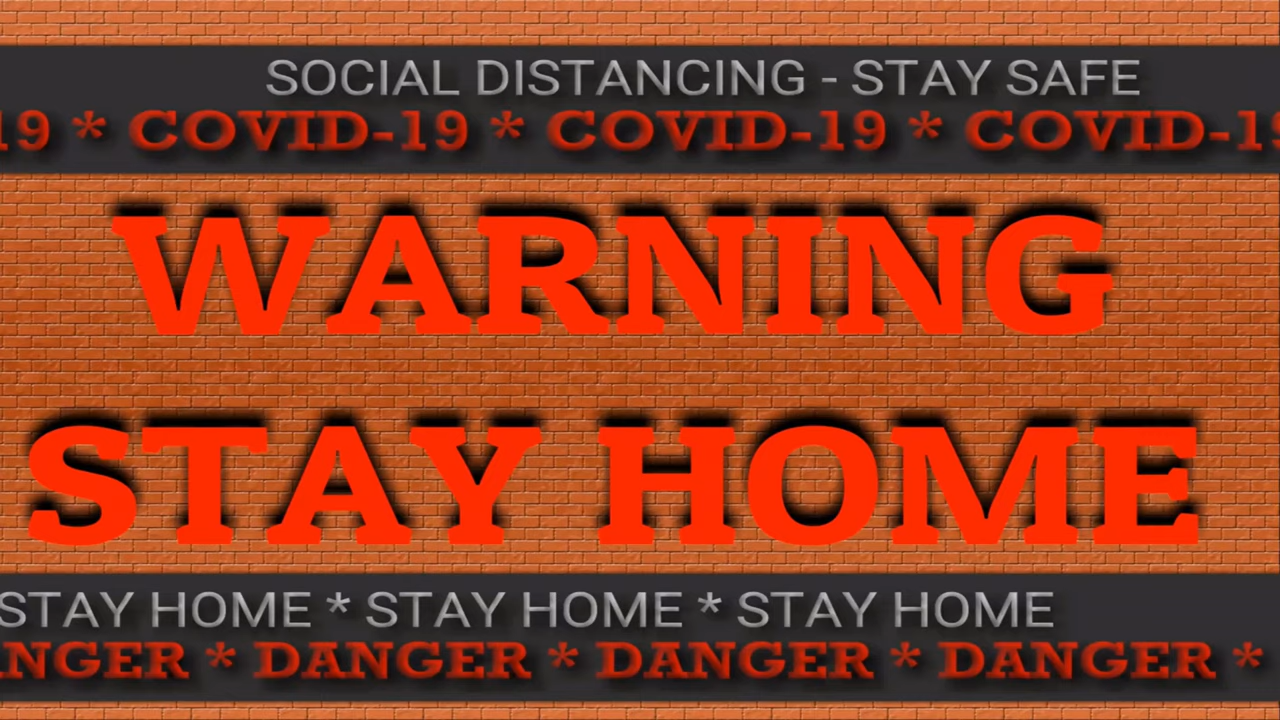 SOCIAL DISTANCING - STAY SAFE
19 * COVID-19 * COVID-19 * COVID-19
WARNING
STAY HOME
STAY HOME * STAY HOME * STAY HOME
NGER * DANGER * DANGER * DANGER *